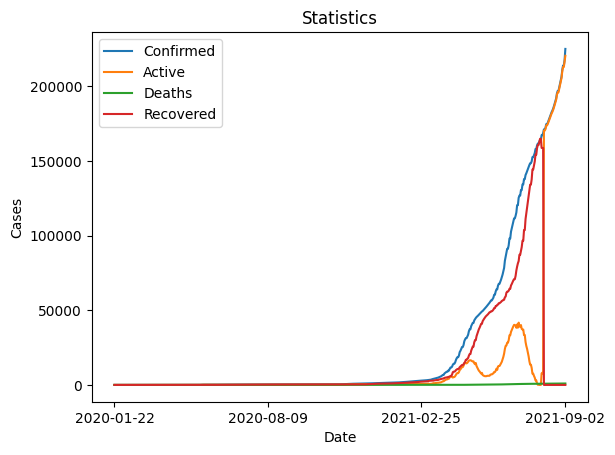 Statistics
Confirmed
Active
Deaths
Recovered
Cases
200000
150000
100000
50000
0
2020-01-22
2020-08-09
2021-02-25
2021-09-02
Date